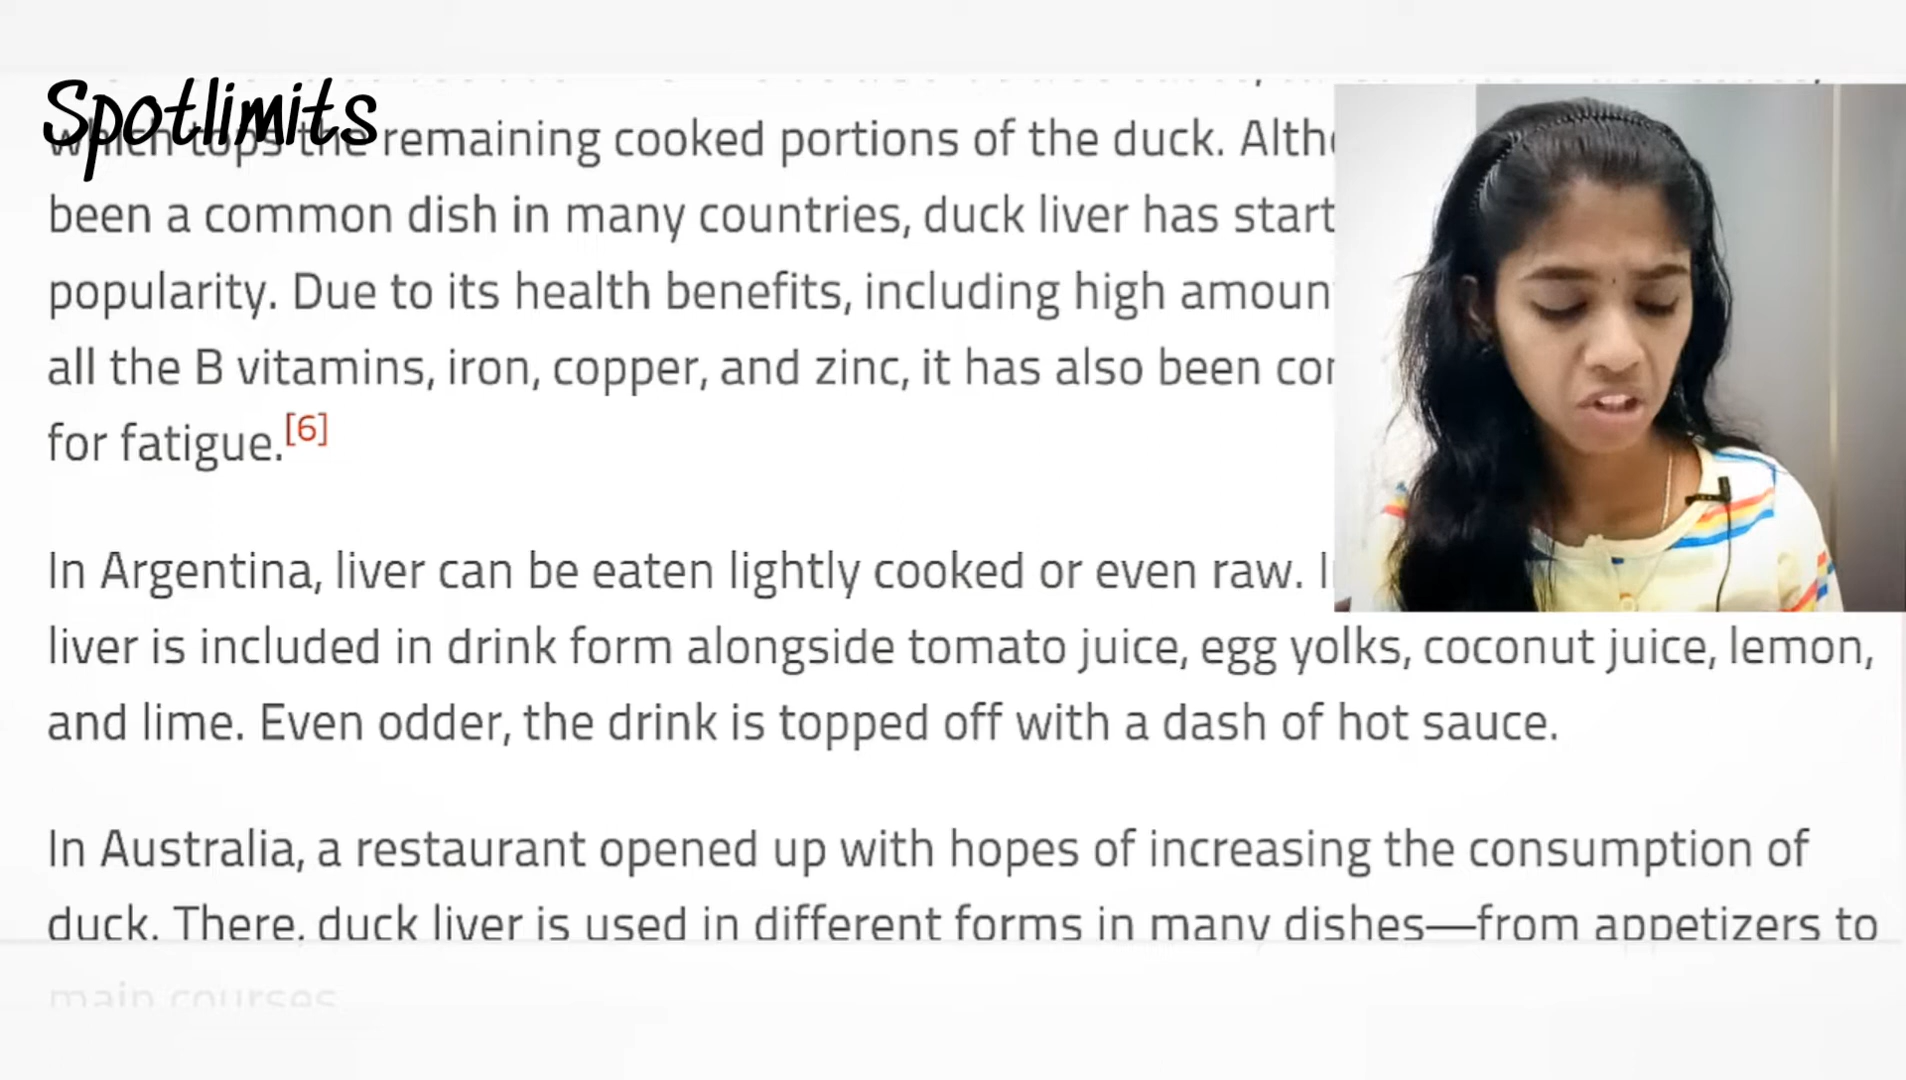 Spotlimits
which tops the remaining cooked portions of the duck.
been a common dish in many countries, duck liver has
popularity. Due to its health benefits, including high
all the B vitamins, iron, copper, and zinc, it has also been
for fatigue.[6]
In Argentina, liver can be eaten lightly cooked or even raw.
liver is included in drink form alongside tomato juice, egg yolks, coconut juice, lemon,
and lime. Even odder, the drink is topped off with a dash of hot sauce.
In Australia, a restaurant opened up with hopes of increasing the consumption of
duck. There, duck liver is used in different forms in many dishes—from appetizers to
main courses